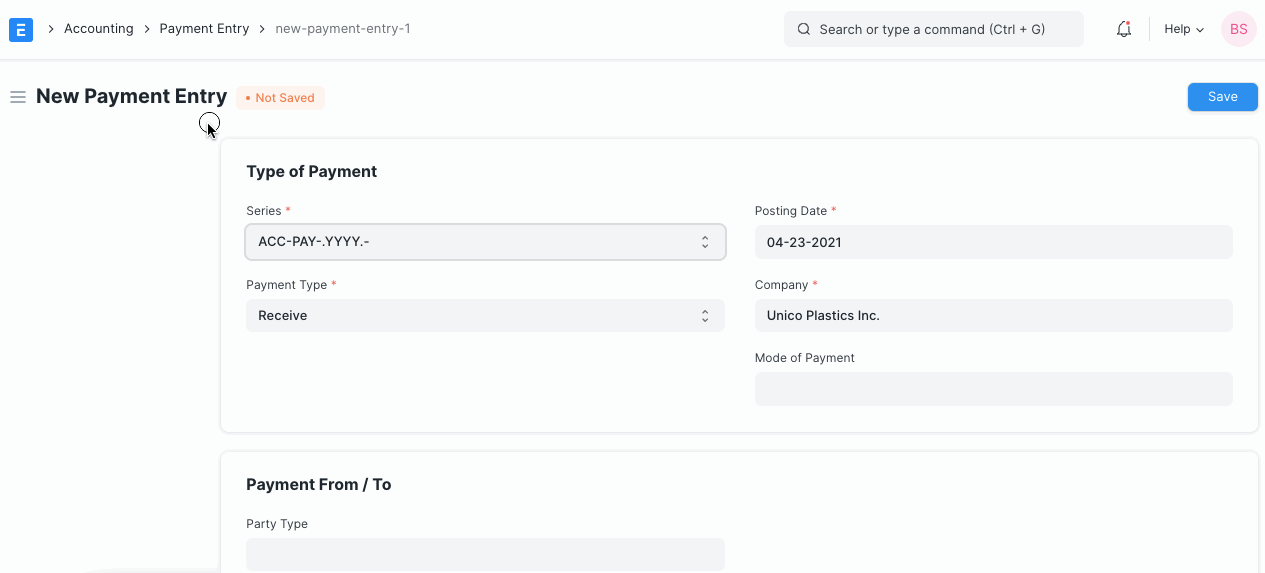 E > Accounting > Payment Entry > new-payment-entry-1
Search or type a command (Ctrl + G)
Help
BS
New Payment Entry
• Not Saved
Save
Type of Payment
Series *
ACC-PAY-.YYYY.-
Posting Date *
04-23-2021
Payment Type *
Receive
Company *
Unico Plastics Inc.
Mode of Payment
Payment From / To
Party Type